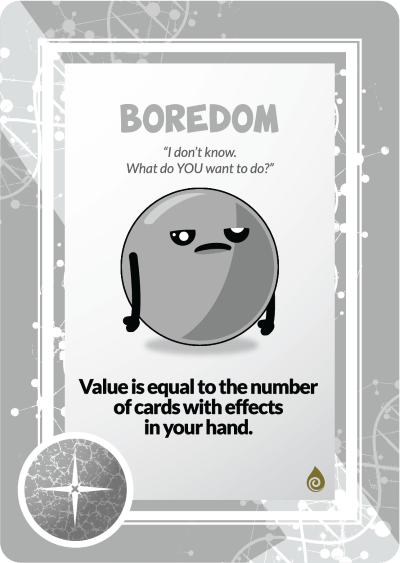 BOREDOM
“I don't know.
What do YOU want to do?”
Value is equal to the number
of cards with effects
in your hand.